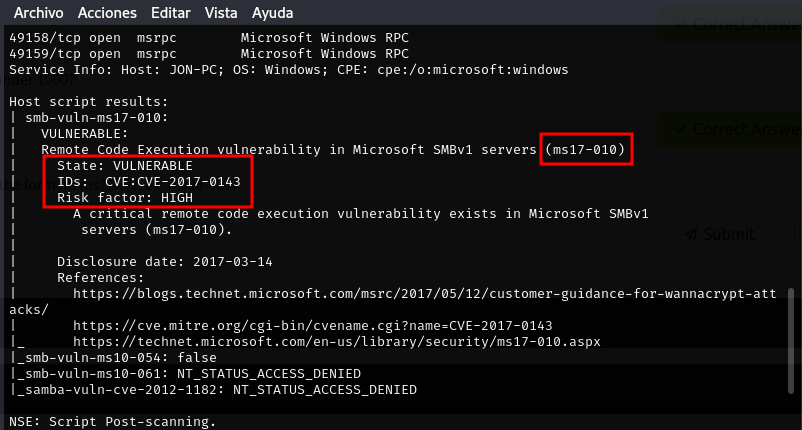 Archivo Acciones Editar Vista Ayuda
49158/tcp open  msrpc        Microsoft Windows RPC
49159/tcp open  msrpc        Microsoft Windows RPC
Service Info: Host: JON-PC; OS: Windows; CPE: cpe:/o:microsoft:windows
Host script results:
| smb-vuln-ms17-010:
|   VULNERABLE:
|   Remote Code Execution vulnerability in Microsoft SMBv1 servers (ms17-010)
|     State: VULNERABLE
|     IDs:  CVE:CVE-2017-0143
|     Risk factor: HIGH
|       A critical remote code execution vulnerability exists in Microsoft SMBv1
|        servers (ms17-010).
|
|     Disclosure date: 2017-03-14
|     References:
|       https://blogs.technet.microsoft.com/msrc/2017/05/12/customer-guidance-for-wannacrypt-att
acks/
|       https://cve.mitre.org/cgi-bin/cvename.cgi?name=CVE-2017-0143
|_      https://technet.microsoft.com/en-us/library/security/ms17-010.aspx
|_smb-vuln-ms10-054: false
|_smb-vuln-ms10-061: NT_STATUS_ACCESS_DENIED
|_samba-vuln-cve-2012-1182: NT_STATUS_ACCESS_DENIED
NSE: Script Post-scanning.
Correct Answer
Correct Answer
Submit